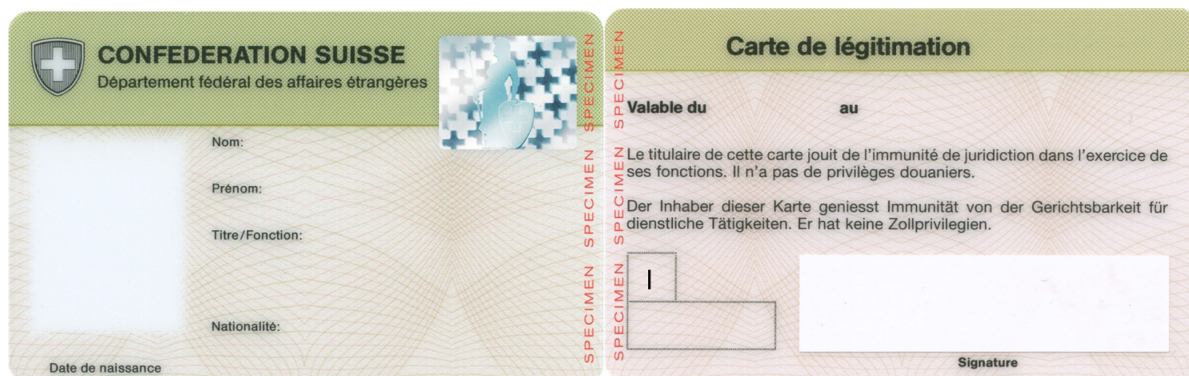 CONFEDERATION SUISSE
Département fédéral des affaires étrangères
Nom:
Prénom:
Titre/Fonction:
Nationalité:
Date de naissance
SPECIMEN
SPECIMEN
SPECIMEN
Carte de légitimation
Valable du au
Le titulaire de cette carte jouit de l'immunité de juridiction dans l'exercice de
ses fonctions. Il n'a pas de privilèges douaniers.
Der Inhaber dieser Karte geniesst Immunität von der Gerichtsbarkeit für
dienstliche Tätigkeiten. Er hat keine Zollprivilegien.
I
Signature
SPECIMEN
SPECIMEN
SPECIMEN